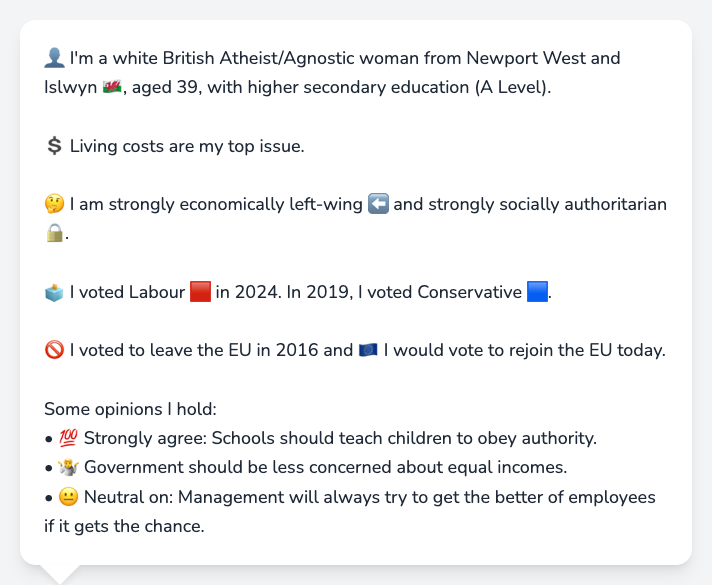 👤 I'm a white British Atheist/Agnostic woman from Newport West and
Islwyn 🏴󠁧󠁢󠁷󠁬󠁳󠁿, aged 39, with higher secondary education (A Level).
💲 Living costs are my top issue.
🤔 I am strongly economically left-wing ⬅️ and strongly socially authoritarian
🔒.
🗳️ I voted Labour 🟥 in 2024. In 2019, I voted Conservative 🟦.
🚫 I voted to leave the EU in 2016 and 🇪🇺 I would vote to rejoin the EU today.
Some opinions I hold:
• 💯 Strongly agree: Schools should teach children to obey authority.
• 🤷 Government should be less concerned about equal incomes.
• 😐 Neutral on: Management will always try to get the better of employees
if it gets the chance.